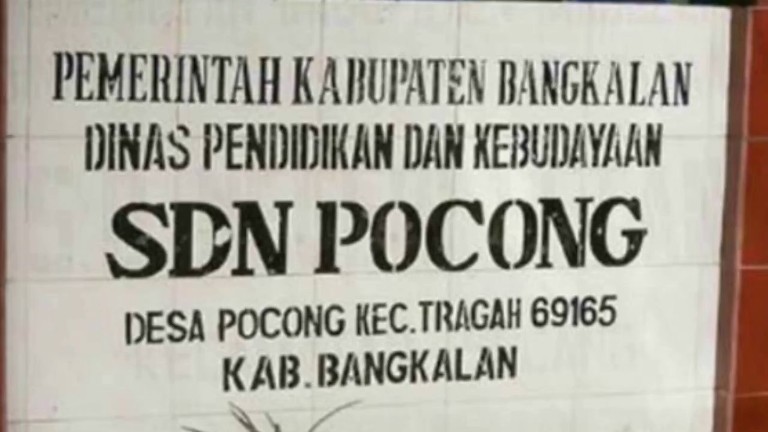 PEMERINTAH KABUPATEN BANGKALAN
DINAS PENDIDIKAN DAN KEBUDAYAAN
SDN POCONG
DESA POCONG KEC.TRAGAH 69165
KAB.BANGKALAN